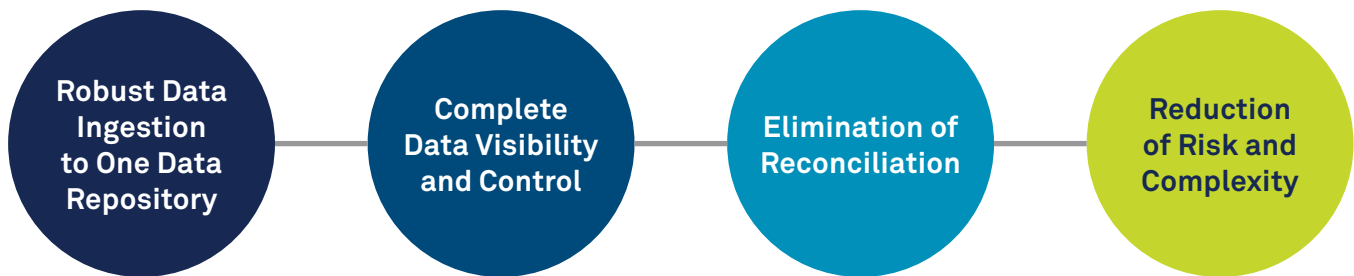 Robust Data
Ingestion
to One Data
Repository
Complete
Data Visibility
and Control
Elimination of
Reconciliation
Reduction
of Risk and
Complexity